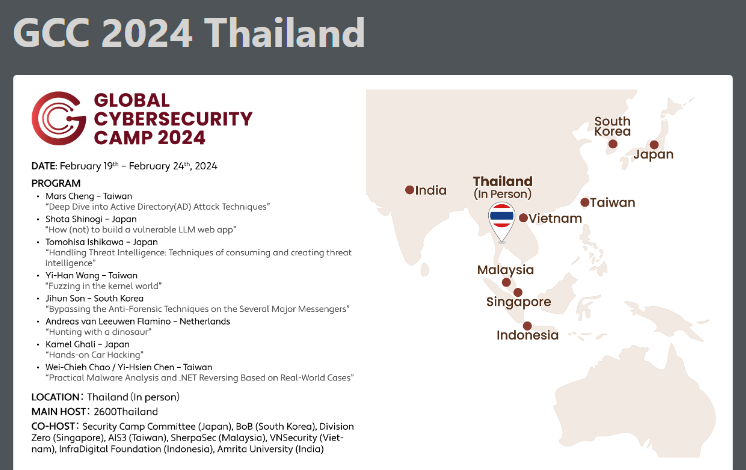 GCC 2024 Thailand
GLOBAL
CYBERSECURITY
CAMP 2024
DATE: February 19th – February 24th, 2024
PROGRAM
• Mars Cheng – Taiwan
"Deep Dive into Active Directory(AD) Attack Techniques"
• Shota Shinogi – Japan
"How (not) to build a vulnerable LLM web app"
• Tomohisa Ishikawa – Japan
"Handling Threat Intelligence: Techniques of consuming and creating threat
intelligence"
• Yi-Han Wang – Taiwan
"Fuzzing in the kernel world"
• Jihun Son – South Korea
"Bypassing the Anti-Forensic Techniques on the Several Major Messengers"
• Andreas van Leeuwen Flamino – Netherlands
"Hunting with a dinosaur"
• Kamel Ghali – Japan
"Hands-on Car Hacking"
• Wei-Chieh Chao / Yi-Hsien Chen – Taiwan
"Practical Malware Analysis and .NET Reversing Based on Real-World Cases"
LOCATION: Thailand (In person)
MAIN HOST: 2600Thailand
CO-HOST: Security Camp Committee (Japan), BoB (South Korea), Division
Zero (Singapore), AIS3 (Taiwan), SherpaSec (Malaysia), VNSecurity (Viet-
nam), InfraDigital Foundation (Indonesia), Amrita University (India)
South
Korea
Japan
Thailand
(In Person)
India
Taiwan
Vietnam
Malaysia
Singapore
Indonesia